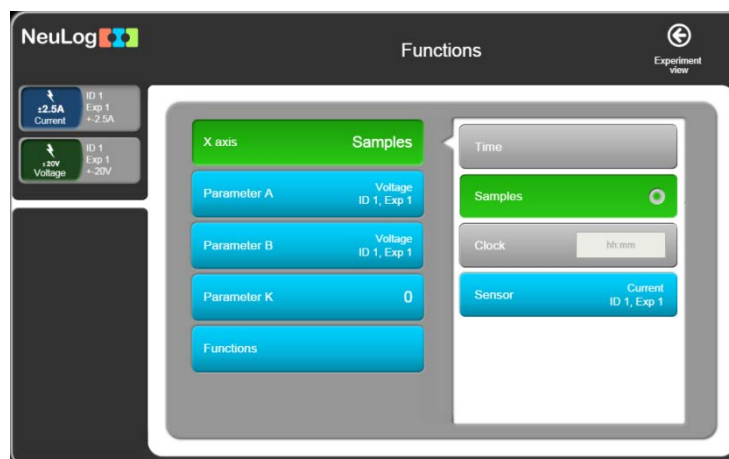 NeuLog
Functions
Experiment
view
±2.5A
Current
ID 1
Exp 1
+-2.5A
±20V
Voltage
ID 1
Exp 1
+-20V
X axis Samples
Parameter A Voltage
ID 1, Exp 1
Parameter B Voltage
ID 1, Exp 1
Parameter K 0
Functions
Time
Samples
Clock hh:mm
Sensor Current
ID 1, Exp 1